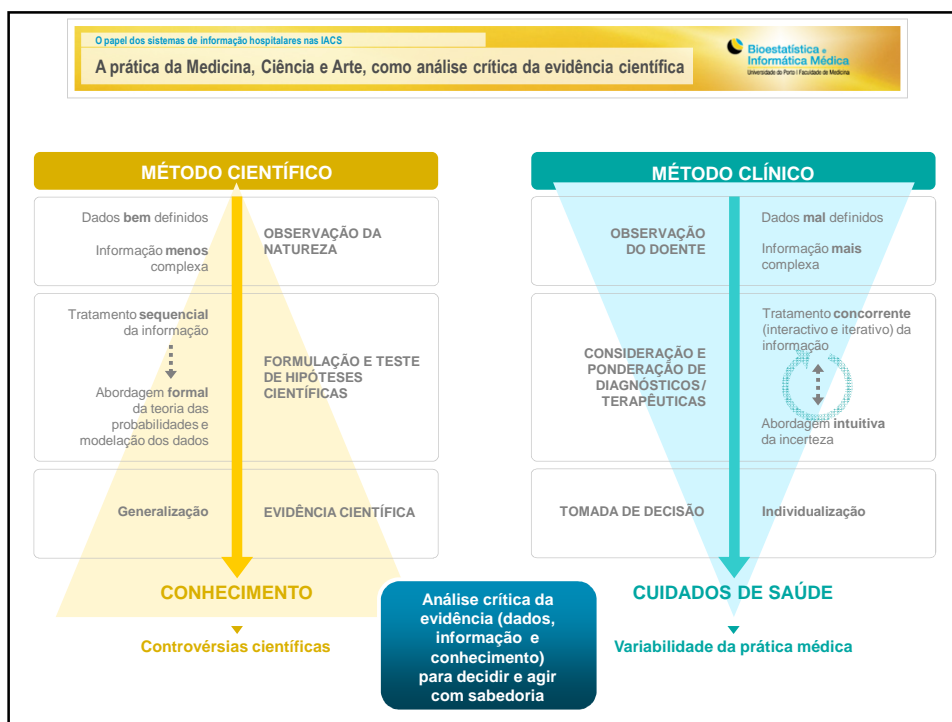 O papel dos sistemas de informação hospitalares nas IACS
A prática da Medicina, Ciência e Arte, como análise crítica da evidência científica
Bioestatística e
Informática Médica
Universidade do Porto | Faculdade de Medicina
MÉTODO CIENTÍFICO
Dados bem definidos
Informação menos
complexa
OBSERVAÇÃO DA
NATUREZA
Tratamento sequencial
da informação
Abordagem formal
da teoria das
probabilidades e
modelação dos dados
FORMULAÇÃO E TESTE
DE HIPÓTESES
CIENTÍFICAS
Generalização
EVIDÊNCIA CIENTÍFICA
CONHECIMENTO
Controvérsias científicas
MÉTODO CLÍNICO
OBSERVAÇÃO
DO DOENTE
Dados mal definidos
Informação mais
complexa
CONSIDERAÇÃO E
PONDERAÇÃO DE
DIAGNÓSTICOS/
TERAPÊUTICAS
Tratamento concorrente
(interactivo e iterativo) da
informação
Abordagem intuitiva
da incerteza
TOMADA DE DECISÃO
Individualização
CUIDADOS DE SAÚDE
Variabilidade da prática médica
Análise crítica da
evidência (dados,
informação e
conhecimento)
para decidir e agir
com sabedoria